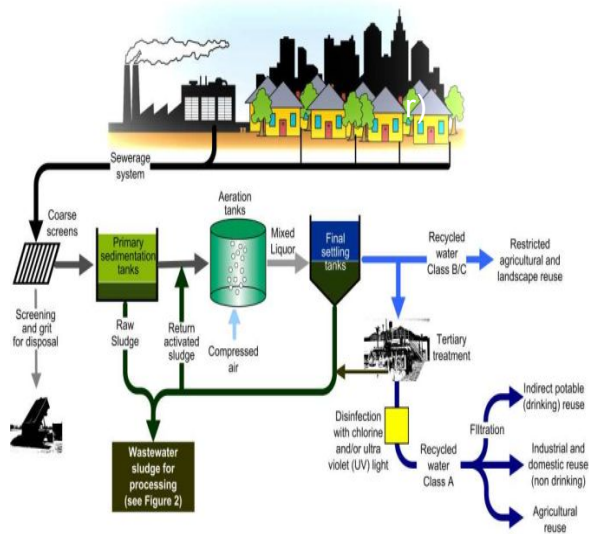 r)
Sewerage
system
Coarse
screens
Primary
sedimentation
tanks
Aeration
tanks
Mixed
Liquor
Final
settling
tanks
Recycled
water
Class B/C
Restricted
agricultural and
landscape reuse
Screening
and grit
for disposal
Raw
Sludge
Return
activated
sludge
Compressed
air
Tertiary
treatment
Wastewater
sludge for
processing
(see Figure 2)
Disinfection
with chlorine
and/or ultra
violet (UV) light
Recycled
water
Class A
FIltration
Indirect potable
(drinking) reuse
Industrial and
domestic reuse
(non drinking)
Agricultural
reuse